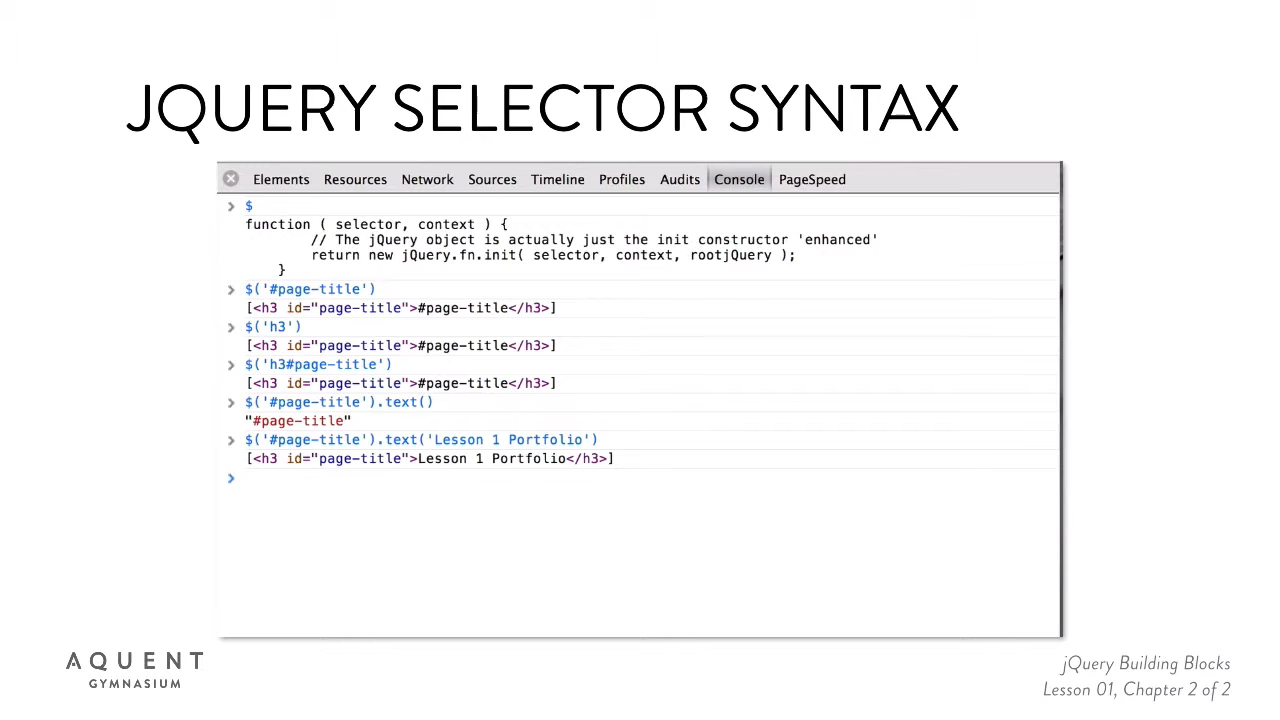 JQUERY SELECTOR SYNTAX
Elements Resources Network Sources Timeline Profiles Audits Console PageSpeed
> $
function ( selector, context ) {
// The jQuery object is actually just the init constructor 'enhanced'
return new jQuery.fn.init( selector, context, rootjQuery );
}
> $('#page-title')
[<h3 id="page-title">#page-title</h3>]
> $('h3')
[<h3 id="page-title">#page-title</h3>]
> $('h3#page-title')
[<h3 id="page-title">#page-title</h3>]
> $('#page-title').text()
"#page-title"
> $('#page-title').text('Lesson 1 Portfolio')
[<h3 id="page-title">Lesson 1 Portfolio</h3>]
>
AQUENT
GYMNASIUM
jQuery Building Blocks
Lesson 01, Chapter 2 of 2